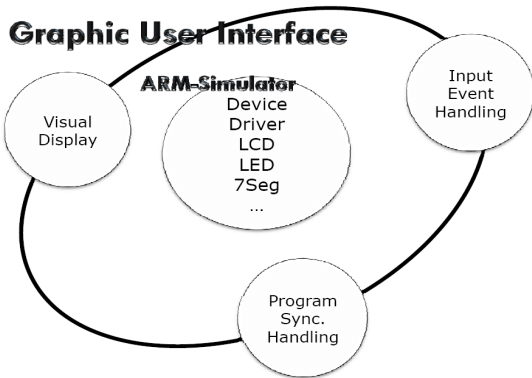 Graphic User Interface
ARM-Simulator
Device
Driver
LCD
LED
7Seg
...
Visual
Display
Input
Event
Handling
Program
Sync.
Handling